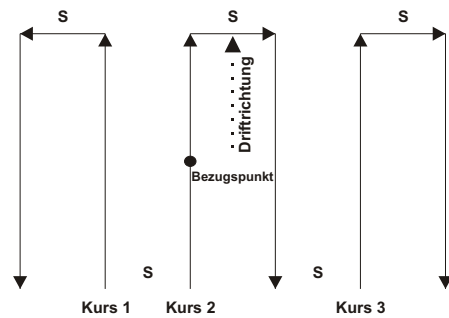 S S S
Driftrichtung
Bezugspunkt
S S
Kurs 1 Kurs 2 Kurs 3